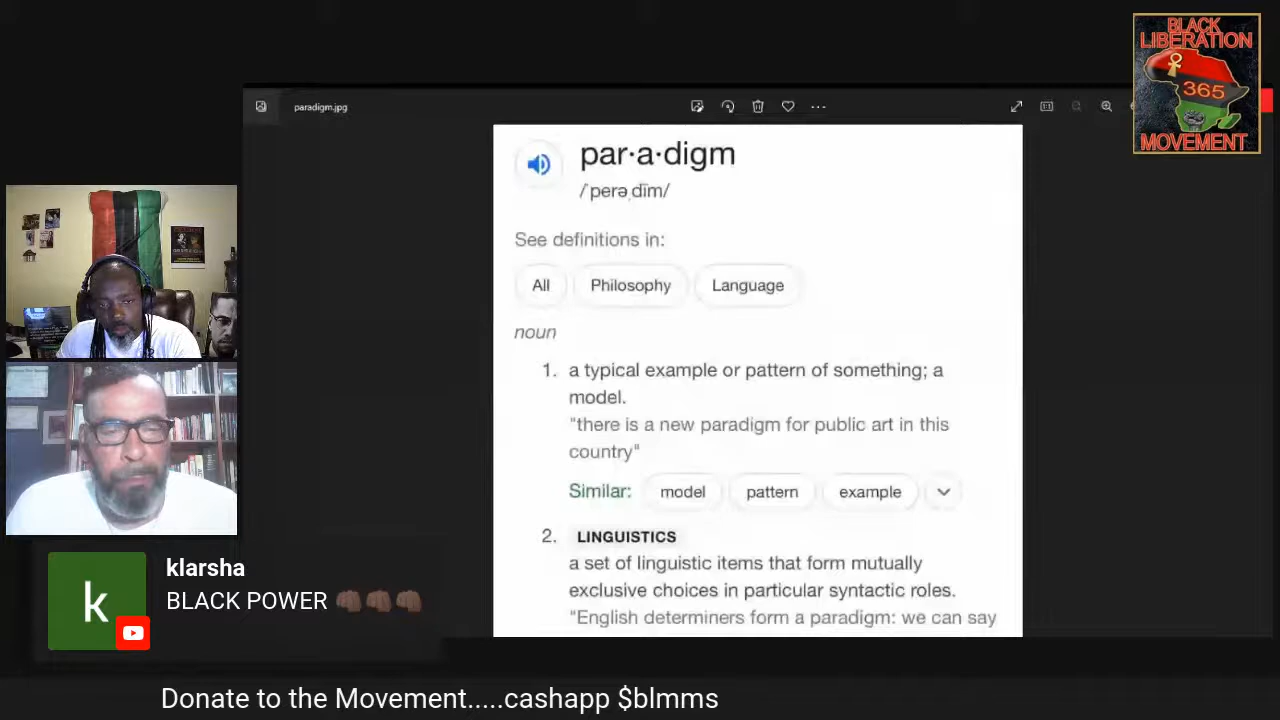 BLACK
LIBERATION
365
MOVEMENT
paradigm.jpg
par·a·digm
/ˈperəˌdīm/
See definitions in:
All
Philosophy
Language
noun
1. a typical example or pattern of something; a
model.
"there is a new paradigm for public art in this
country"
Similar:
model
pattern
example
2. LINGUISTICS
a set of linguistic items that form mutually
exclusive choices in particular syntactic roles.
"English determiners form a paradigm: we can say
k
klarsha
BLACK POWER 👊🏿👊🏿👊🏿
Donate to the Movement.....cashapp $blmms